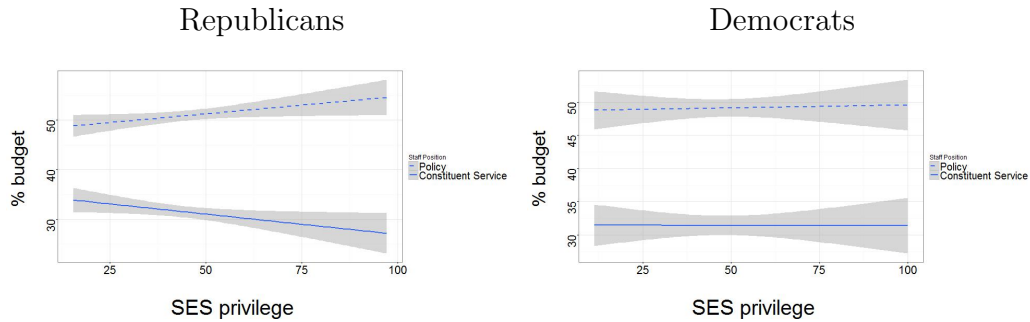 Republicans
% budget
50
40
30
25
50
75
100
SES privilege
Staff Position
Policy
Constituent Service
Democrats
% budget
50
45
35
30
25
50
75
100
SES privilege
Staff Position
Policy
Constituent Service